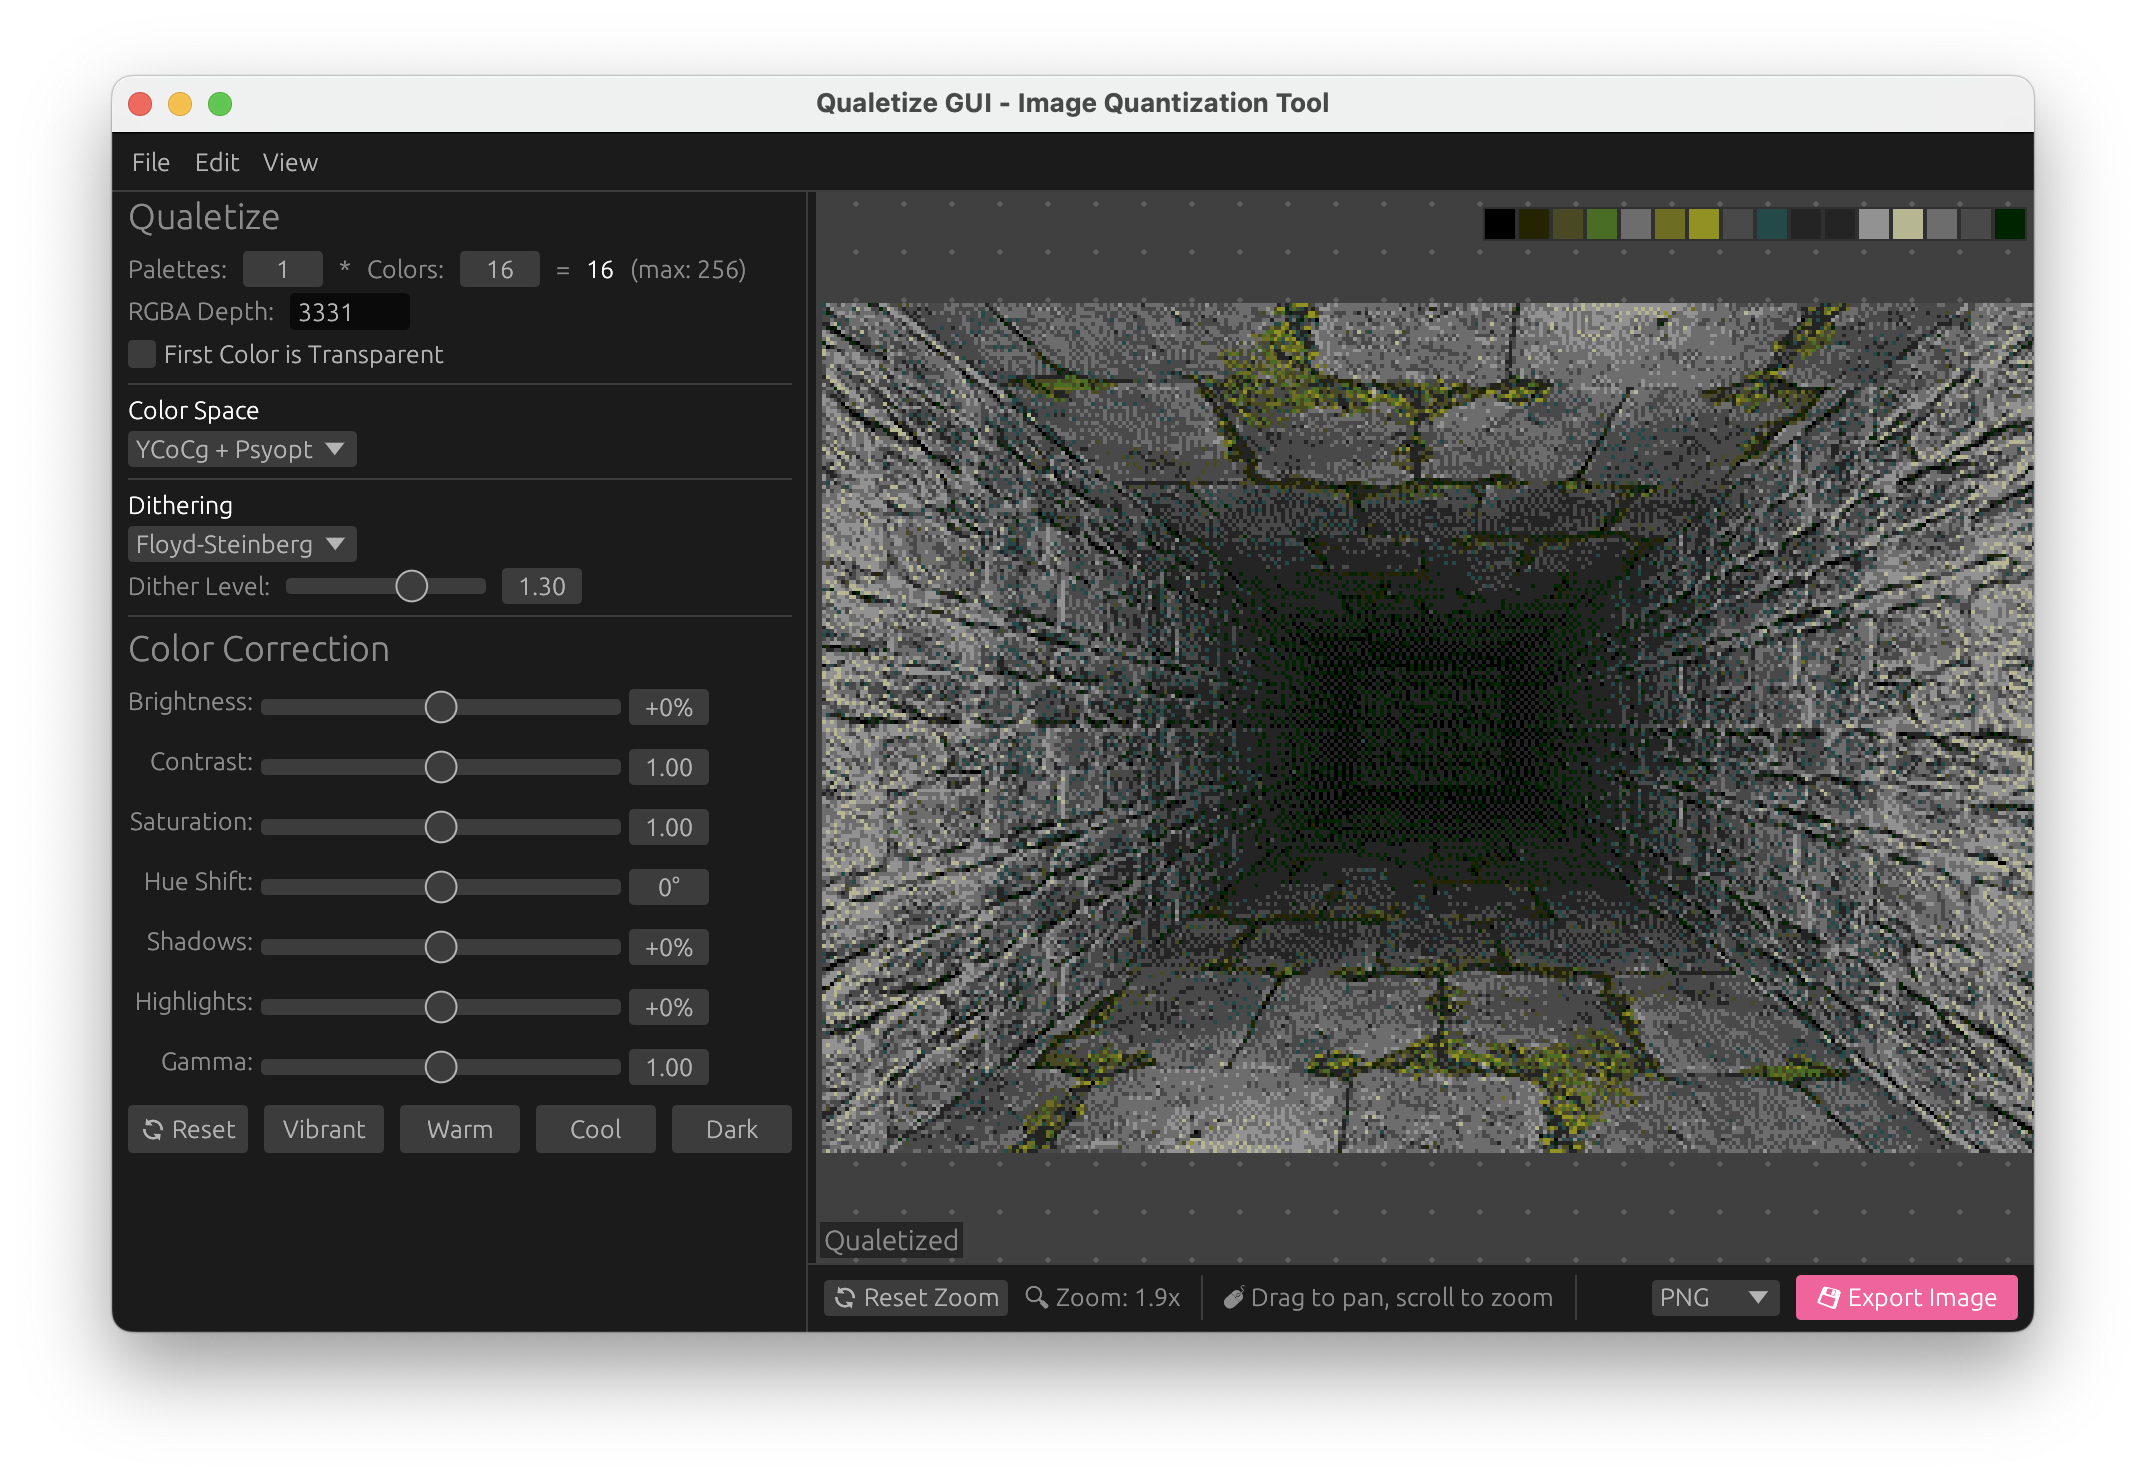 Qualetize GUI - Image Quantization Tool
File Edit View
Qualetize
Palettes: 1 * Colors: 16 = 16 (max: 256)
RGBA Depth: 3331
First Color is Transparent
Color Space
YCoCg + Psyopt
Dithering
Floyd-Steinberg
Dither Level: 1.30
Color Correction
Brightness: +0%
Contrast: 1.00
Saturation: 1.00
Hue Shift: 0°
Shadows: +0%
Highlights: +0%
Gamma: 1.00
Reset Vibrant Warm Cool Dark
Qualetized
Reset Zoom Zoom: 1.9x Drag to pan, scroll to zoom PNG Export Image